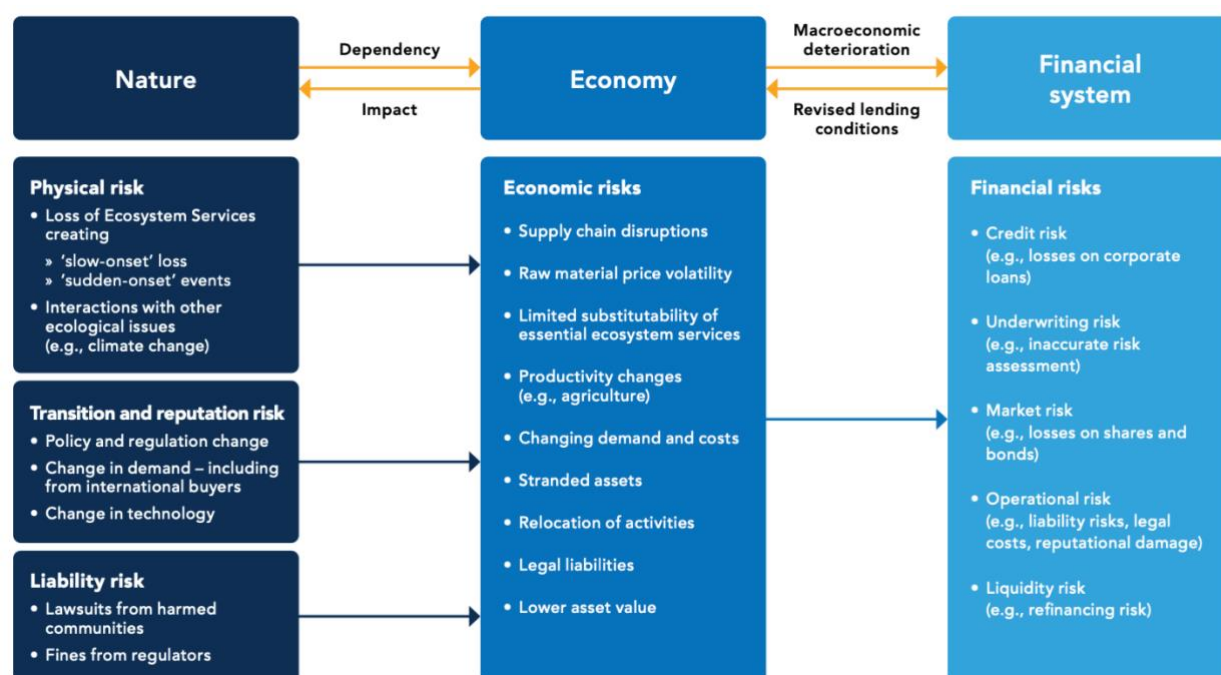 Nature
Dependency
Impact
Economy
Macroeconomic
deterioration
Revised lending
conditions
Financial
system
Physical risk
• Loss of Ecosystem Services
creating
» ‘slow-onset’ loss
» ‘sudden-onset’ events
• Interactions with other
ecological issues
(e.g., climate change)
Transition and reputation risk
• Policy and regulation change
• Change in demand – including
from international buyers
• Change in technology
Liability risk
• Lawsuits from harmed
communities
• Fines from regulators
Economic risks
• Supply chain disruptions
• Raw material price volatility
• Limited substitutability of
essential ecosystem services
• Productivity changes
(e.g., agriculture)
• Changing demand and costs
• Stranded assets
• Relocation of activities
• Legal liabilities
• Lower asset value
Financial risks
• Credit risk
(e.g., losses on corporate
loans)
• Underwriting risk
(e.g., inaccurate risk
assessment)
• Market risk
(e.g., losses on shares and
bonds)
• Operational risk
(e.g., liability risks, legal
costs, reputational damage)
• Liquidity risk
(e.g., refinancing risk)